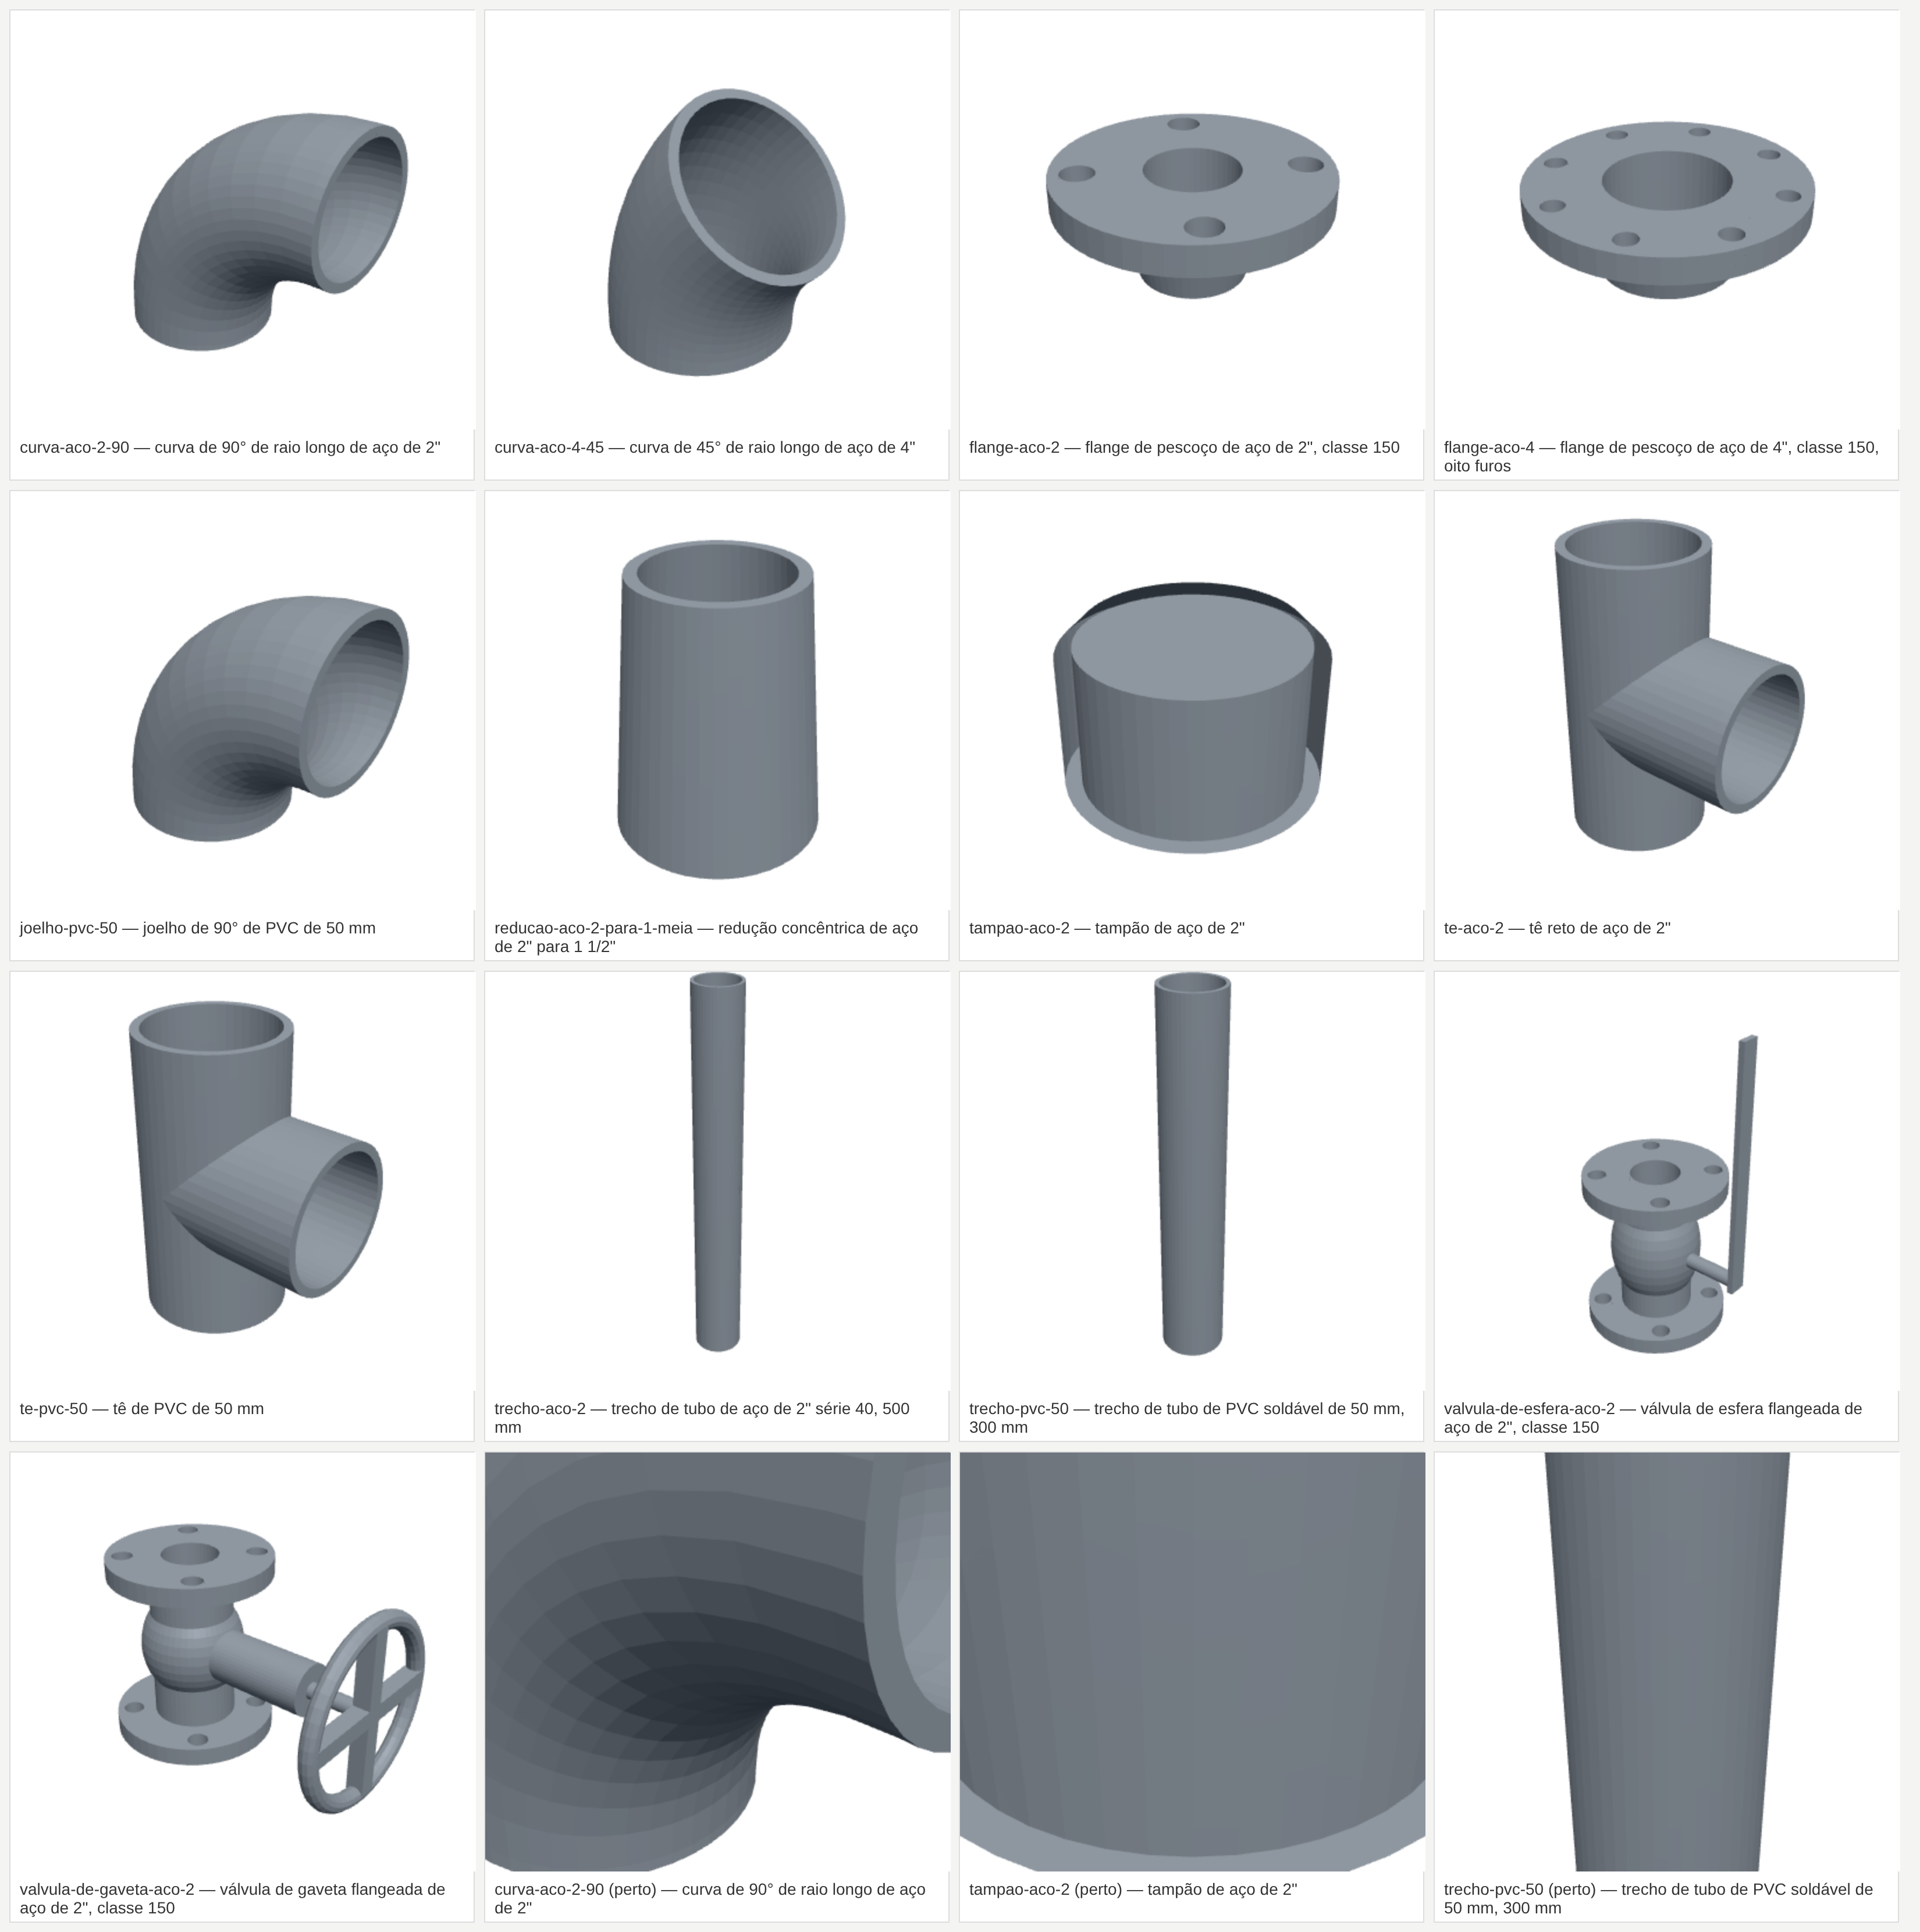 curva-aco-2-90 — curva de 90° de raio longo de aço de 2"
curva-aco-4-45 — curva de 45° de raio longo de aço de 4"
flange-aco-2 — flange de pescoço de aço de 2", classe 150
flange-aco-4 — flange de pescoço de aço de 4", classe 150,
oito furos
joelho-pvc-50 — joelho de 90° de PVC de 50 mm
reducao-aco-2-para-1-meia — redução concêntrica de aço
de 2" para 1 1/2"
tampao-aco-2 — tampão de aço de 2"
te-aco-2 — tê reto de aço de 2"
te-pvc-50 — tê de PVC de 50 mm
trecho-aco-2 — trecho de tubo de aço de 2" série 40, 500
mm
trecho-pvc-50 — trecho de tubo de PVC soldável de 50 mm,
300 mm
valvula-de-esfera-aco-2 — válvula de esfera flangeada de
aço de 2", classe 150
valvula-de-gaveta-aco-2 — válvula de gaveta flangeada de
aço de 2", classe 150
curva-aco-2-90 (perto) — curva de 90° de raio longo de aço
de 2"
tampao-aco-2 (perto) — tampão de aço de 2"
trecho-pvc-50 (perto) — trecho de tubo de PVC soldável de
50 mm, 300 mm